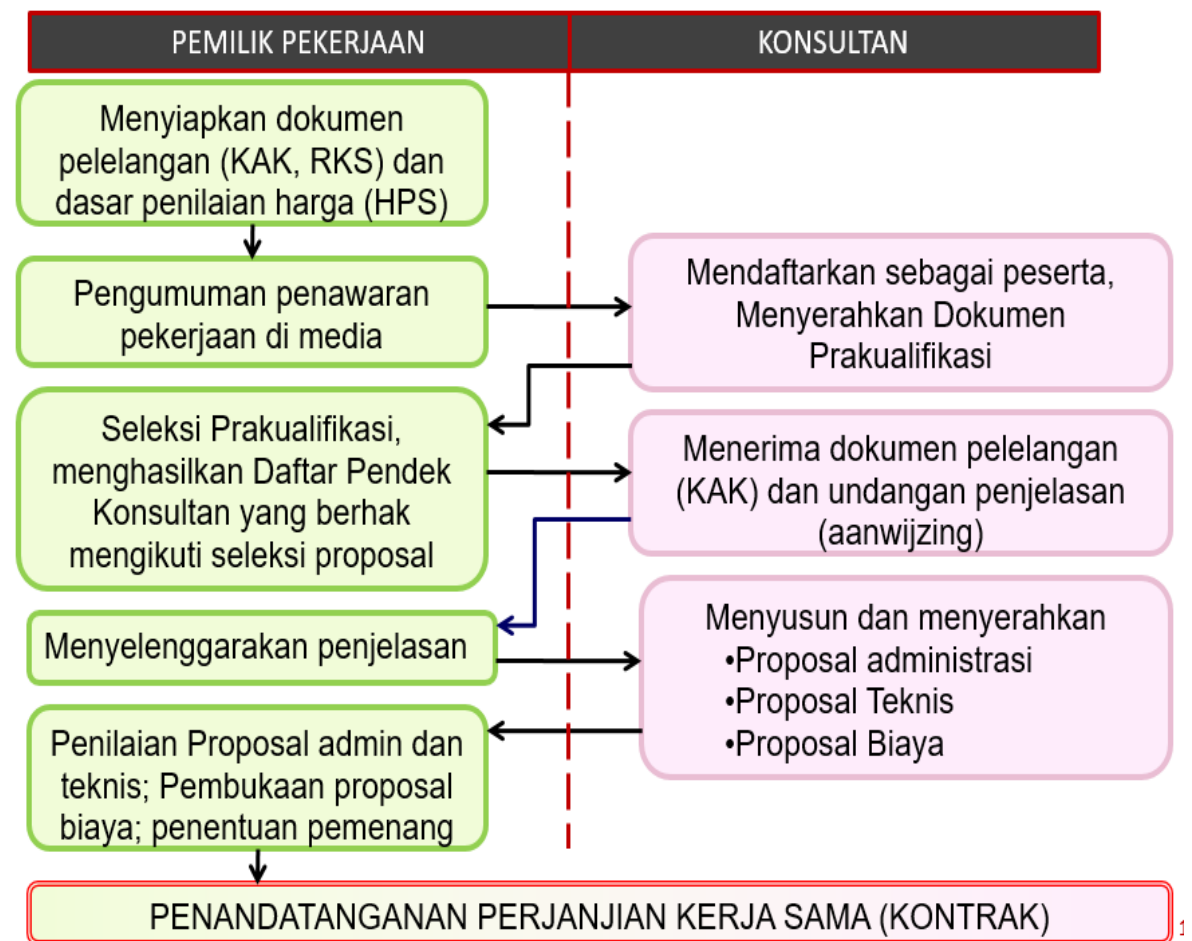 PEMILIK PEKERJAAN
KONSULTAN
Menyiapkan dokumen
pelelangan (KAK, RKS) dan
dasar penilaian harga (HPS)
Pengumuman penawaran
pekerjaan di media
Mendaftarkan sebagai peserta,
Menyerahkan Dokumen
Prakualifikasi
Seleksi Prakualifikasi,
menghasilkan Daftar Pendek
Konsultan yang berhak
mengikuti seleksi proposal
Menerima dokumen pelelangan
(KAK) dan undangan penjelasan
(aanwijzing)
Menyelenggarakan penjelasan
Menyusun dan menyerahkan
•Proposal administrasi
•Proposal Teknis
•Proposal Biaya
Penilaian Proposal admin dan
teknis; Pembukaan proposal
biaya; penentuan pemenang
PENANDATANGANAN PERJANJIAN KERJA SAMA (KONTRAK)